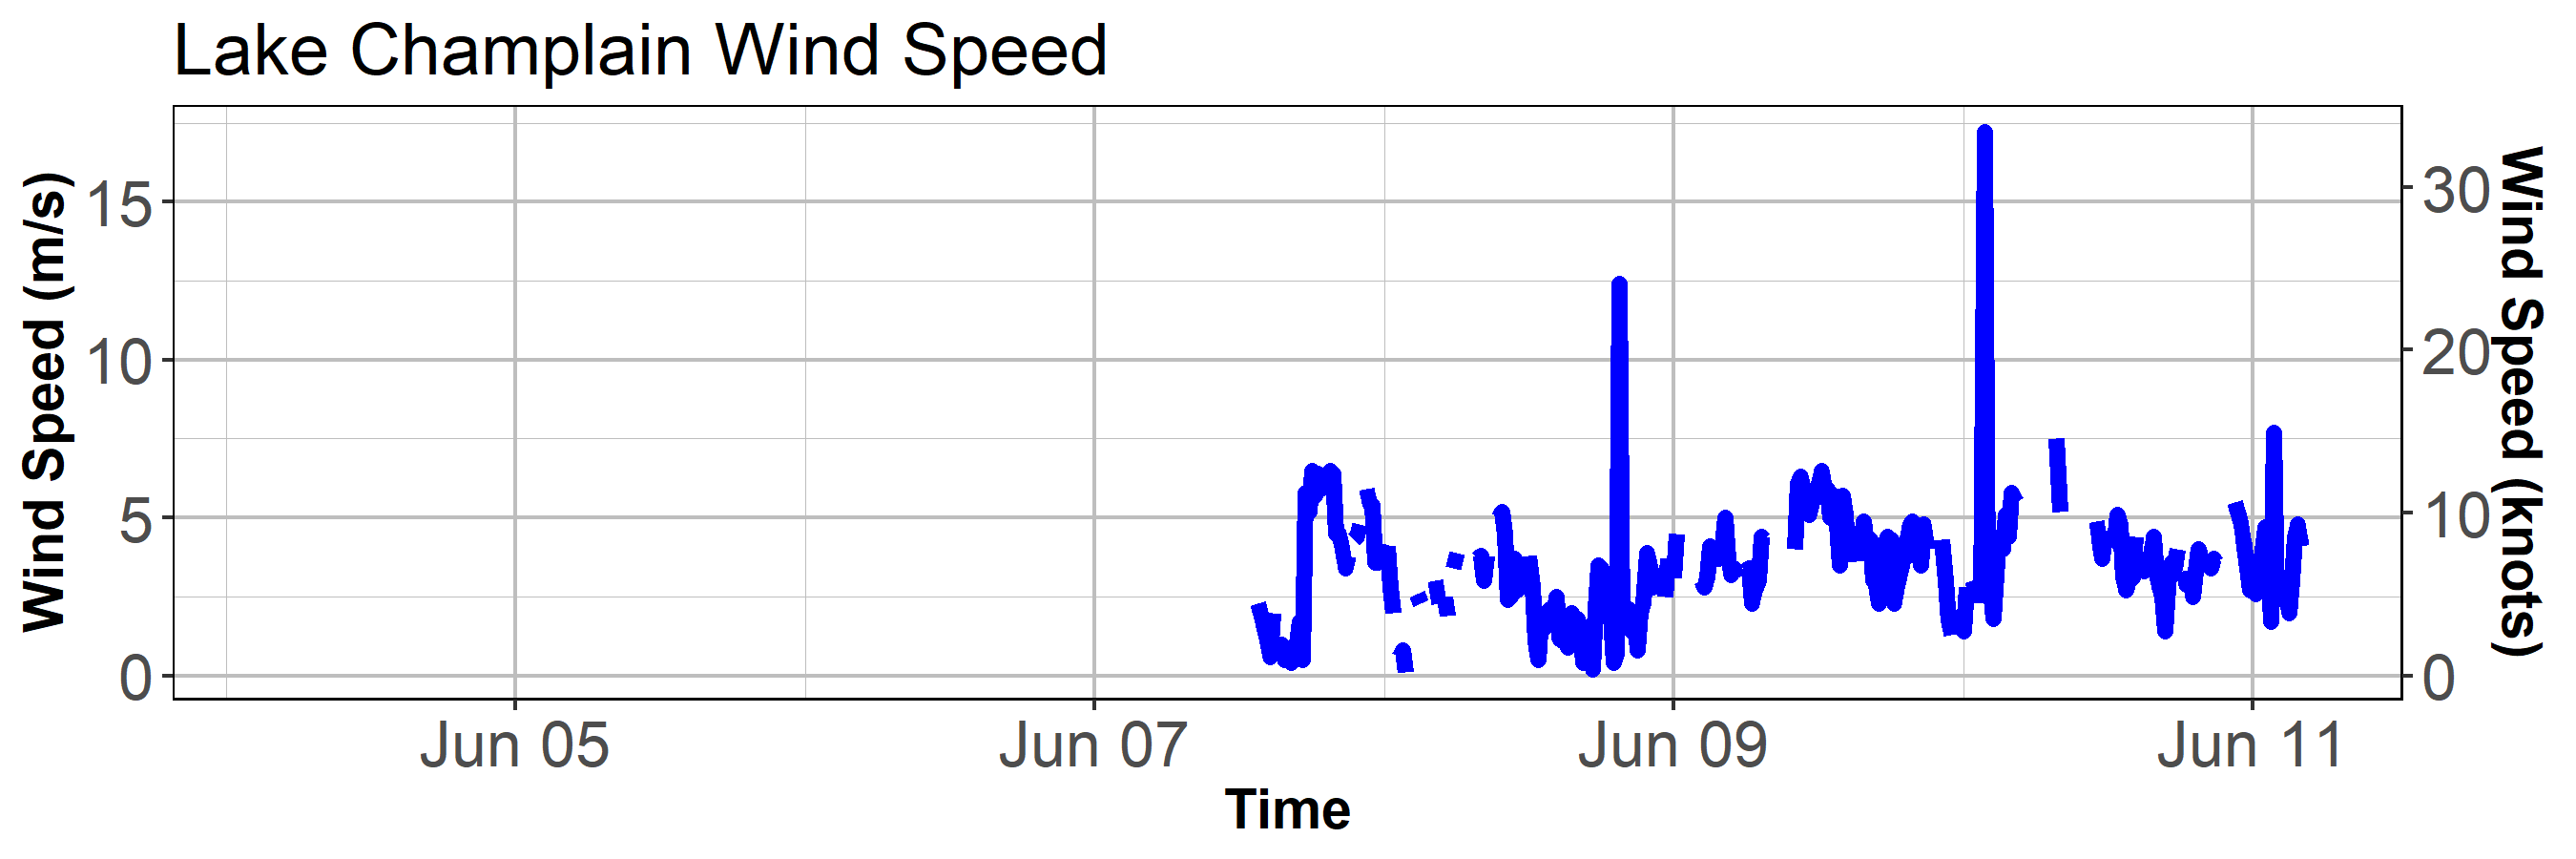 Lake Champlain Wind Speed
Wind Speed (m/s)
15
10
5
0
30
20
10
0
Wind Speed (knots)
Jun 05
Jun 07
Jun 09
Jun 11
Time